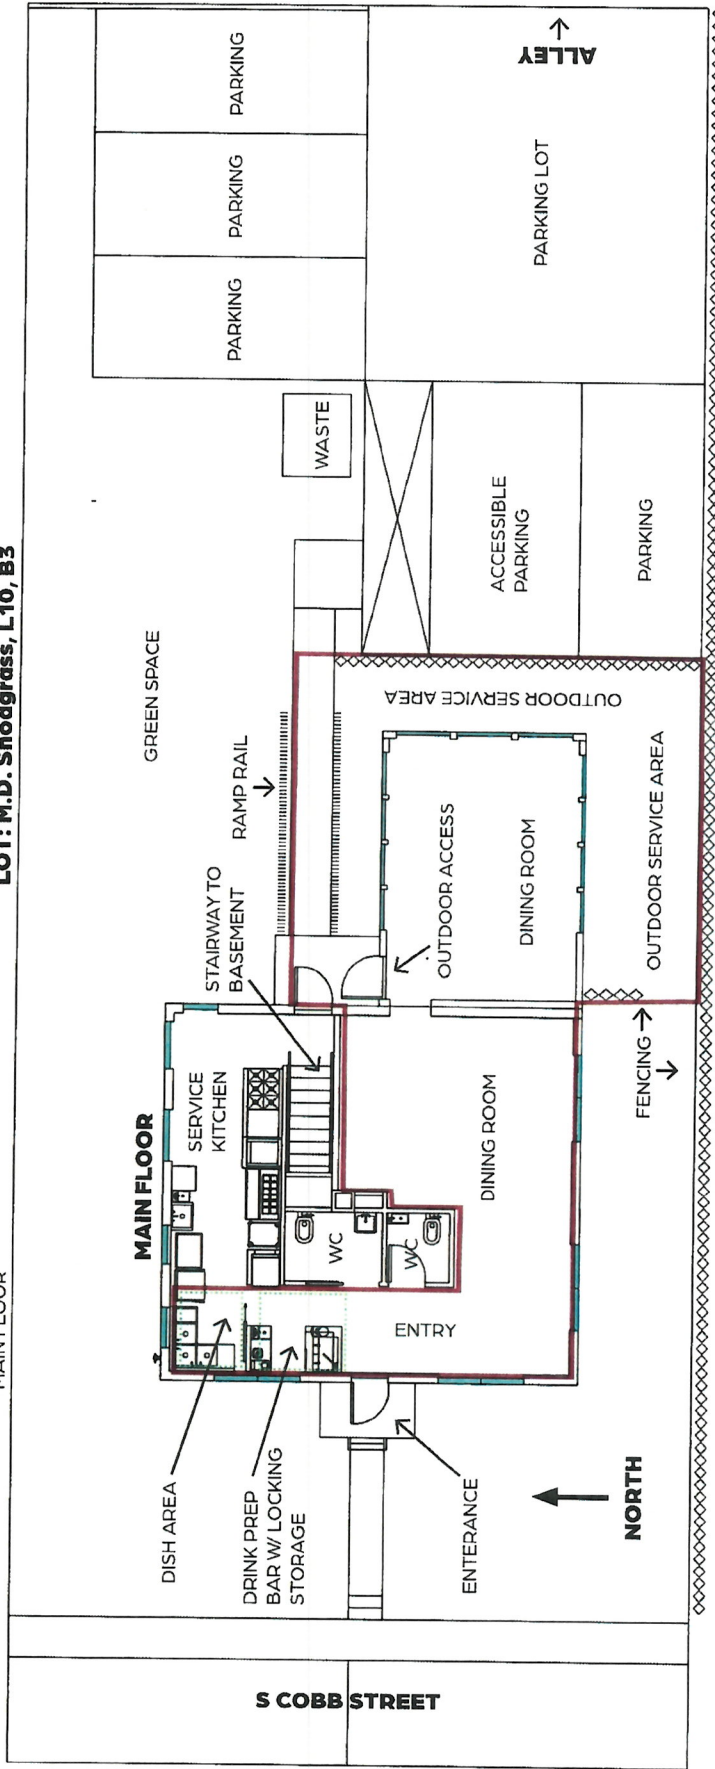 LOT: M.D. Snodgrass, L10, B3
MAIN FLOOR
MAIN FLOOR
PARKING
PARKING
PARKING
ALLEY
PARKING LOT
WASTE
ACCESSIBLE
PARKING
PARKING
GREEN SPACE
RAMP RAIL
STAIRWAY TO
BASEMENT
OUTDOOR SERVICE AREA
OUTDOOR ACCESS
DINING ROOM
OUTDOOR SERVICE AREA
SERVICE
KITCHEN
DINING ROOM
FENCING
WC
WC
ENTRY
DISH AREA
DRINK PREP
BAR W/ LOCKING
STORAGE
ENTERANCE
NORTH
S COBB STREET